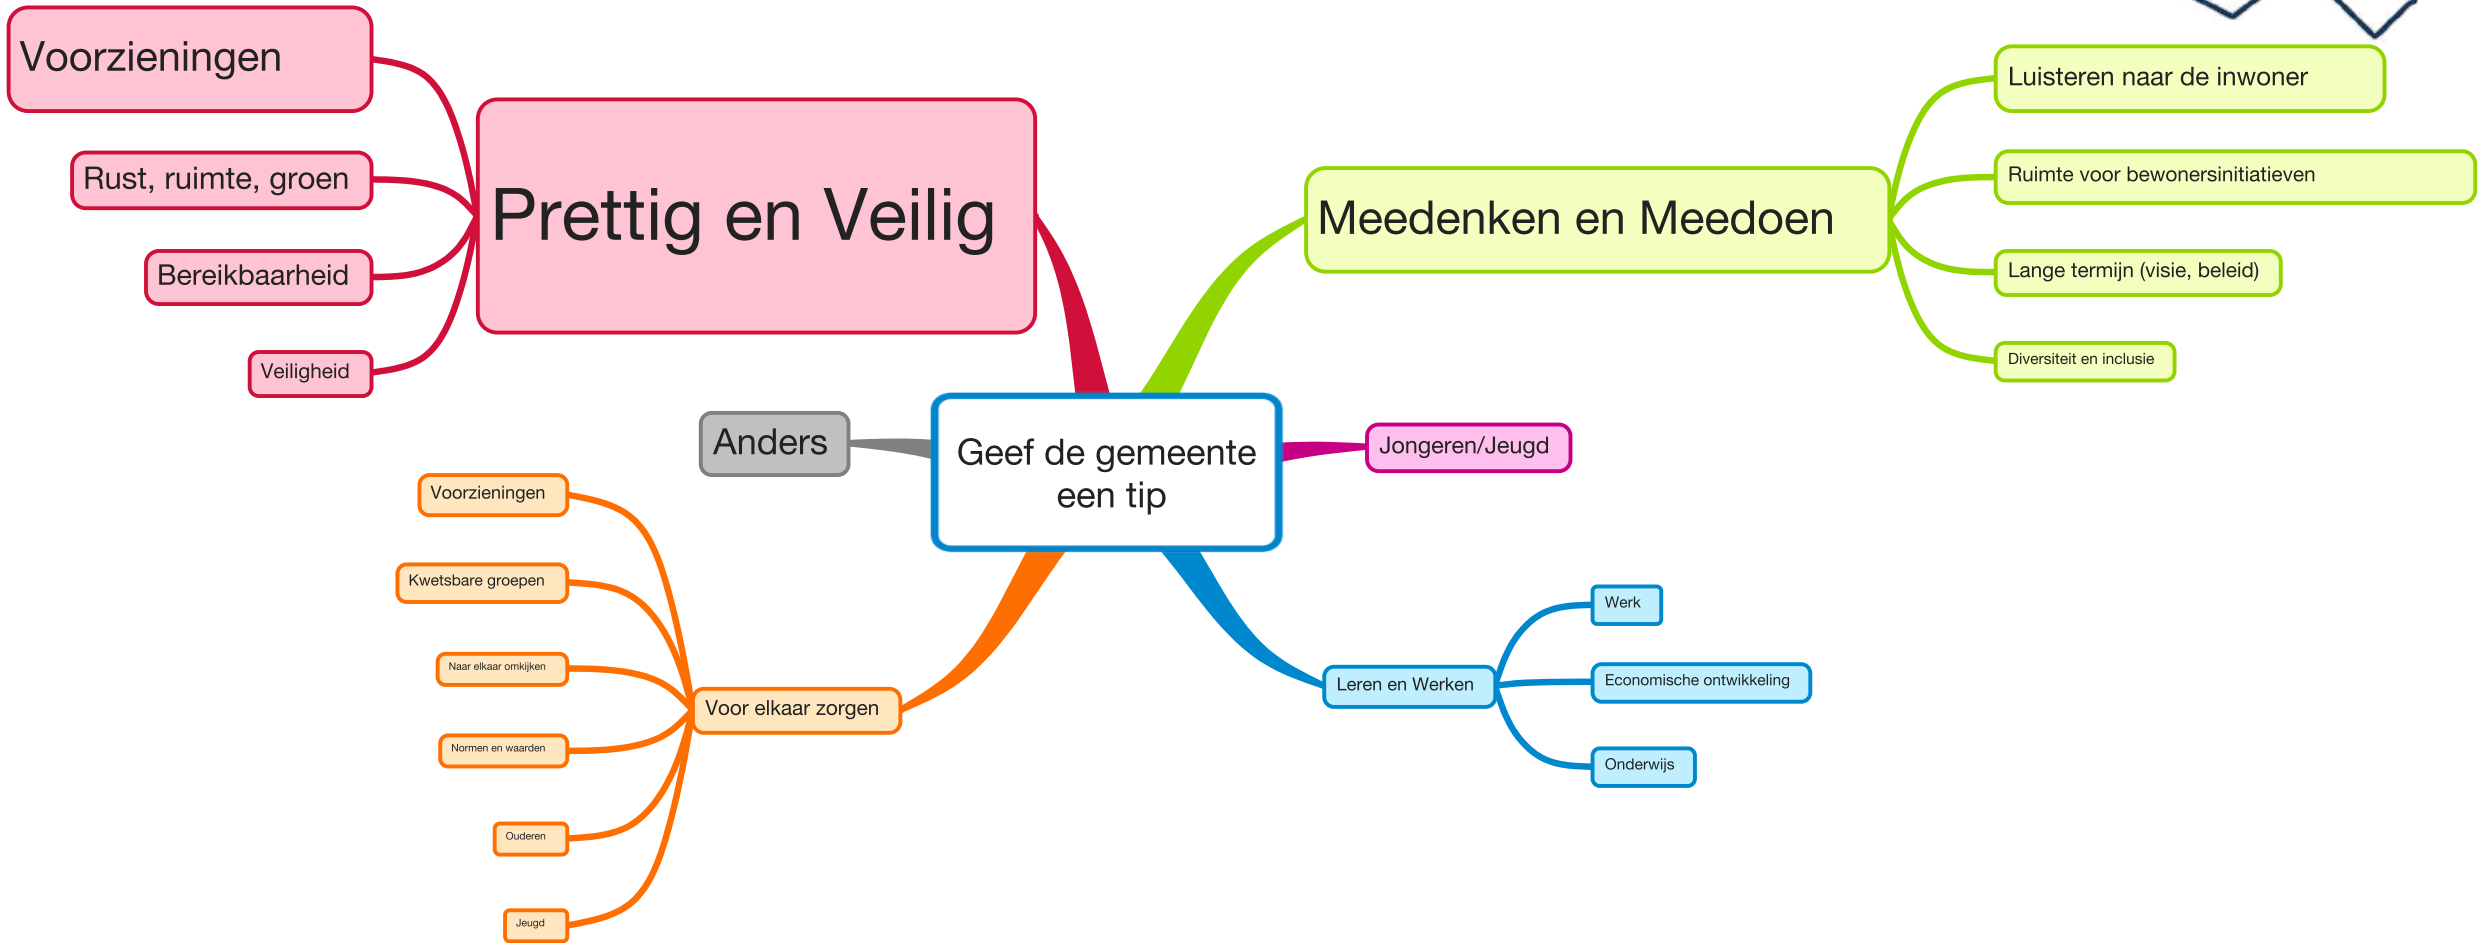 Voorzieningen
Rust, ruimte, groen
Bereikbaarheid
Veiligheid
Prettig en Veilig
Meedenken en Meedoen
Luisteren naar de inwoner
Ruimte voor bewonersinitiatieven
Lange termijn (visie, beleid)
Diversiteit en inclusie
Anders
Geef de gemeente
een tip
Jongeren/Jeugd
Voorzieningen
Kwetsbare groepen
Naar elkaar omkijken
Normen en waarden
Ouderen
Jeugd
Voor elkaar zorgen
Leren en Werken
Werk
Economische ontwikkeling
Onderwijs